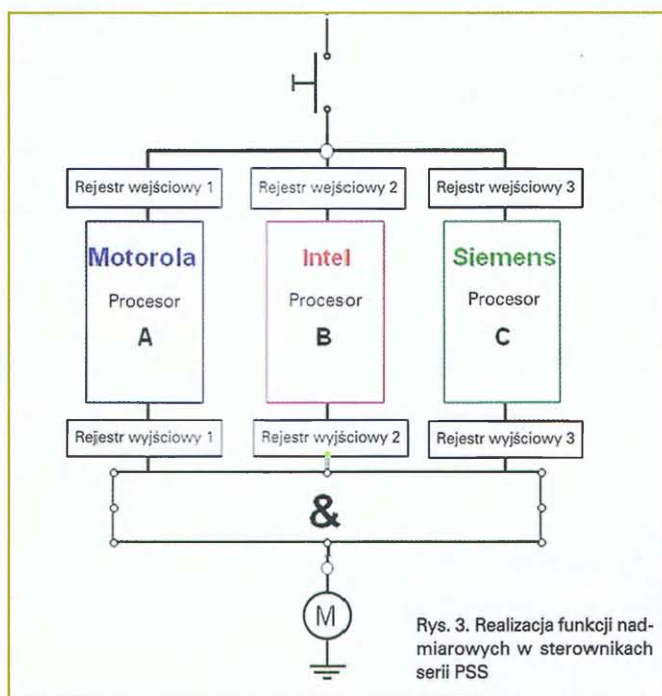 Rejestr wejściowy 1
Rejestr wejściowy 2
Rejestr wejściowy 3
Motorola
Procesor
A
Intel
Procesor
B
Siemens
Procesor
C
Rejestr wyjściowy 1
Rejestr wyjściowy 2
Rejestr wyjściowy 3
&
M
Rys. 3. Realizacja funkcji nad-
miarowych w sterownikach
serii PSS